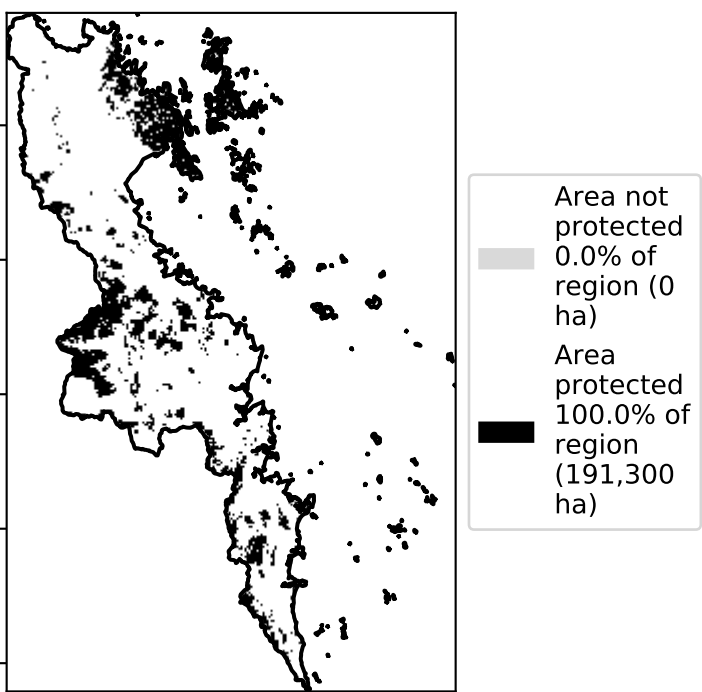 Area not
protected
0.0% of
region (0
ha)
Area
protected
100.0% of
region
(191,300
ha)